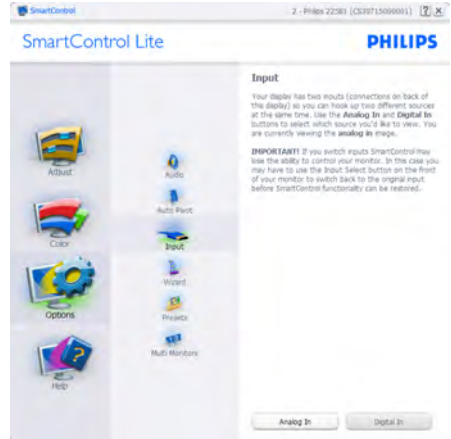 SmartControl
2 - Philips 225B1 (CS39715090001)
SmartControl Lite
PHILIPS
Adjust
Color
Options
Help
Audio
Auto Pivot
Input
Wizard
Presets
Multi Monitors
Input
Your display has two inputs (connections on back of
the display) so you can hook up two different sources
at the same time. Use the Analog In and Digital In
buttons to select which source you'd like to view. You
are currently viewing the analog in image.
IMPORTANT! If you switch inputs SmartControl may
lose the ability to control your monitor. In this case you
may have to use the Input Select button on the front
of your monitor to switch back to the original input
before SmartControl functionality can be restored.
Analog In
Digital In